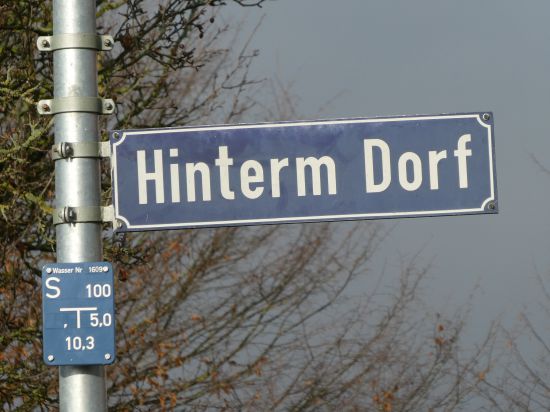 Hinterm Dorf
Wasser Nr 1609
S 100
, T 5,0
10,3